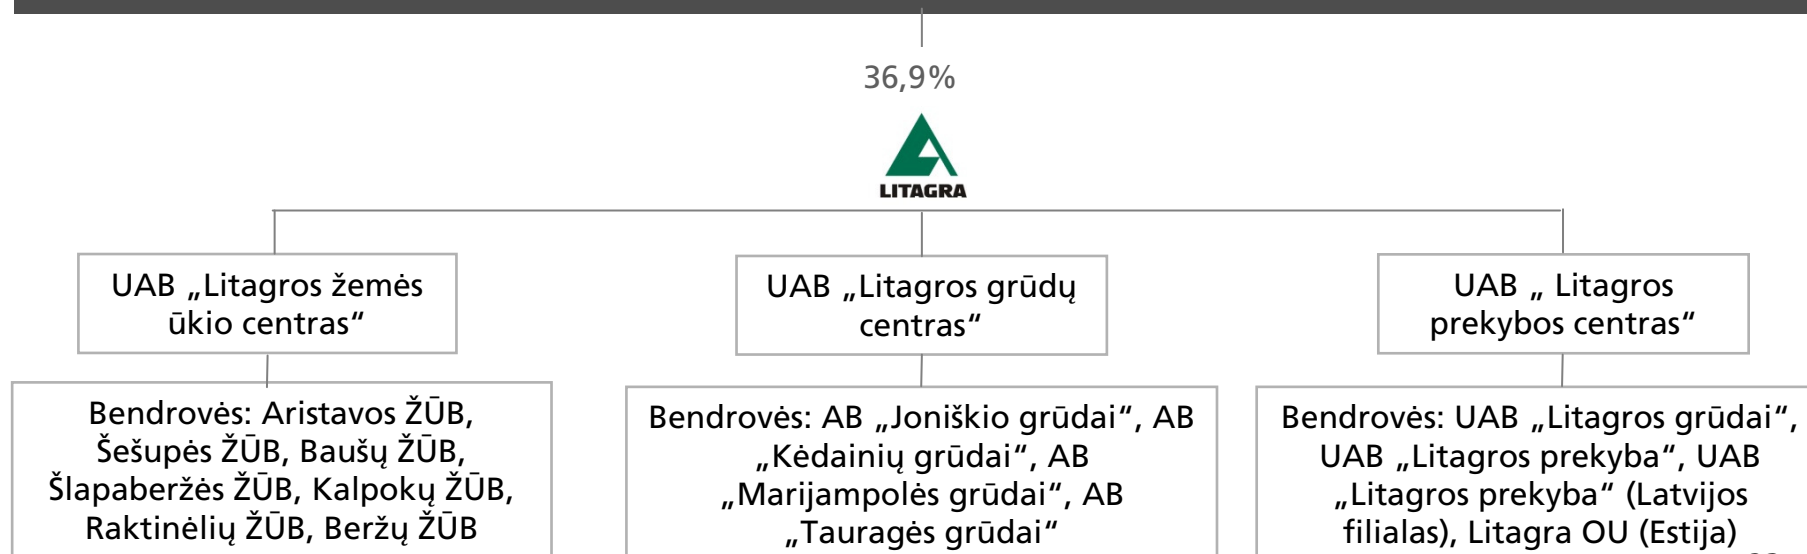 36,9%
LITAGRA
UAB „Litagros žemės
ūkio centras“
UAB „Litagros grūdų
centras“
UAB „ Litagros
prekybos centras“
Bendrovės: Aristavos ŽŪB,
Šešupės ŽŪB, Baušų ŽŪB,
Šlapaberžės ŽŪB, Kalpokų ŽŪB,
Raktinėlių ŽŪB, Beržų ŽŪB
Bendrovės: AB „Joniškio grūdai“, AB
„Kėdainių grūdai“, AB
„Marijampolės grūdai“, AB
„Tauragės grūdai“
Bendrovės: UAB „Litagros grūdai“,
UAB „Litagros prekyba“, UAB
„Litagros prekyba“ (Latvijos
filialas), Litagra OU (Estija)